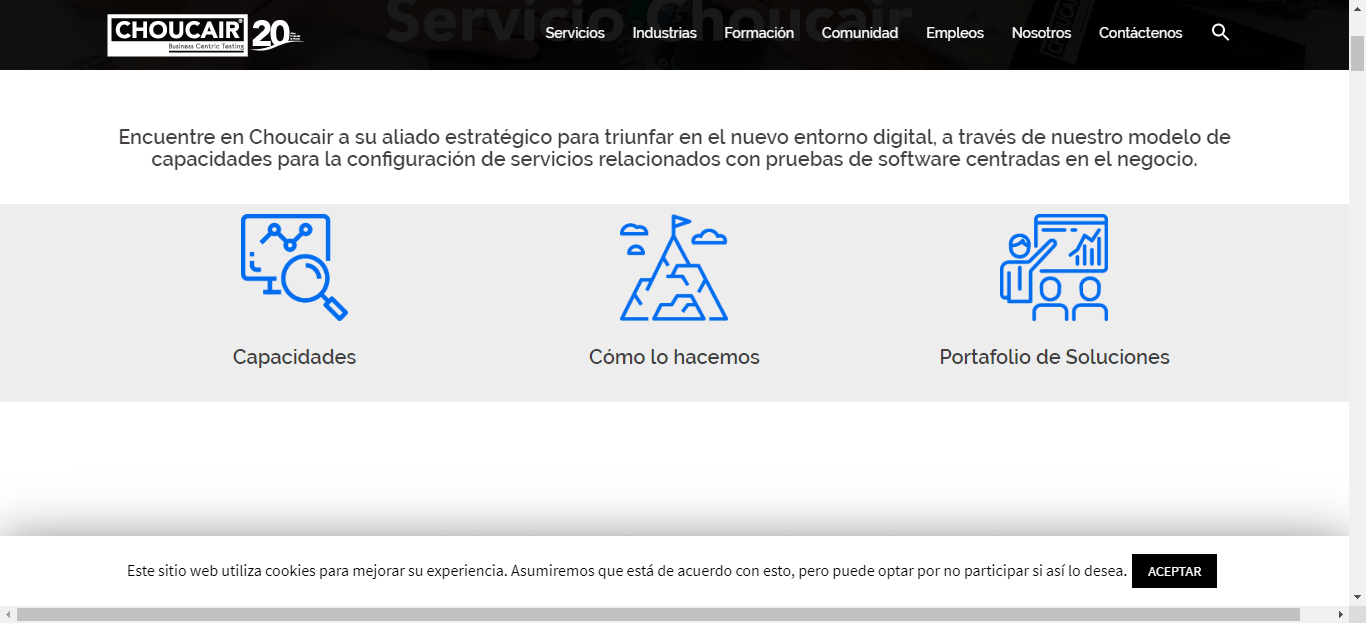 Servicio Choucair
CHOUCAIR
Business Centric Testing
20
Servicios Industrias Formación Comunidad Empleos Nosotros Contáctenos
Encuentre en Choucair a su aliado estratégico para triunfar en el nuevo entorno digital, a través de nuestro modelo de
capacidades para la configuración de servicios relacionados con pruebas de software centradas en el negocio.
Capacidades
Cómo lo hacemos
Portafolio de Soluciones
Este sitio web utiliza cookies para mejorar su experiencia. Asumiremos que está de acuerdo con esto, pero puede optar por no participar si así lo desea.
ACEPTAR